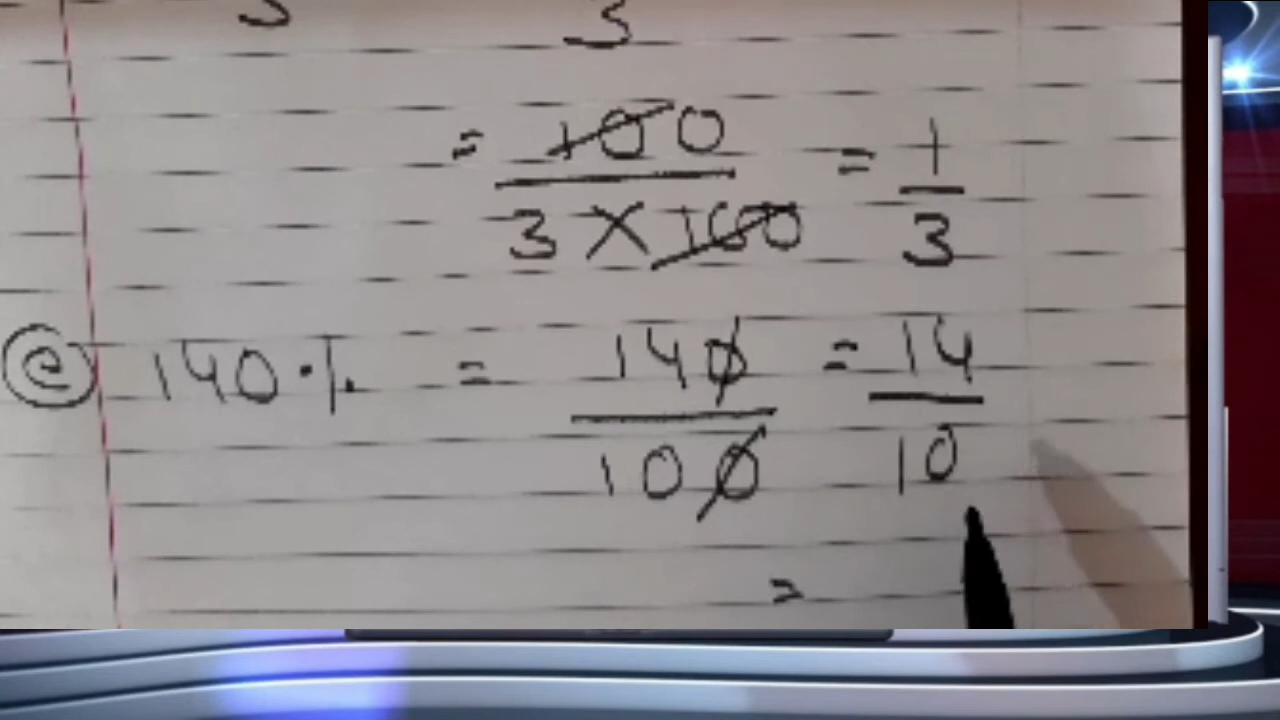 3 3
= 100 / 3 × 100 = 1 / 3
(e) 140 % = 140 / 100 = 14 / 10
=